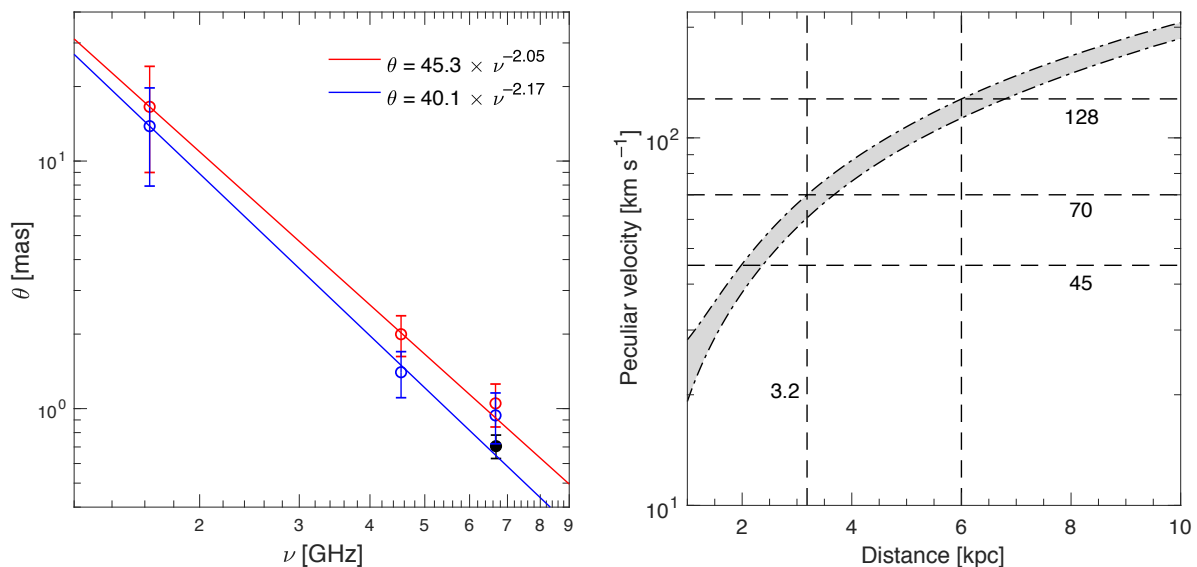 θ = 45.3 × ν^−2.05
θ = 40.1 × ν^−2.17
10^1
10^0
θ [mas]
2 3 4 5 6 7 8 9
ν [GHz]
10^2
10^1
Peculiar velocity [km s^−1]
128
70
45
3.2
2 4 6 8 10
Distance [kpc]